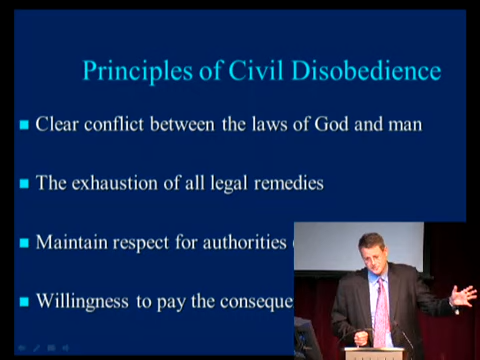 Principles of Civil Disobedience
Clear conflict between the laws of God and man
The exhaustion of all legal remedies
Maintain respect for authorities
Willingness to pay the